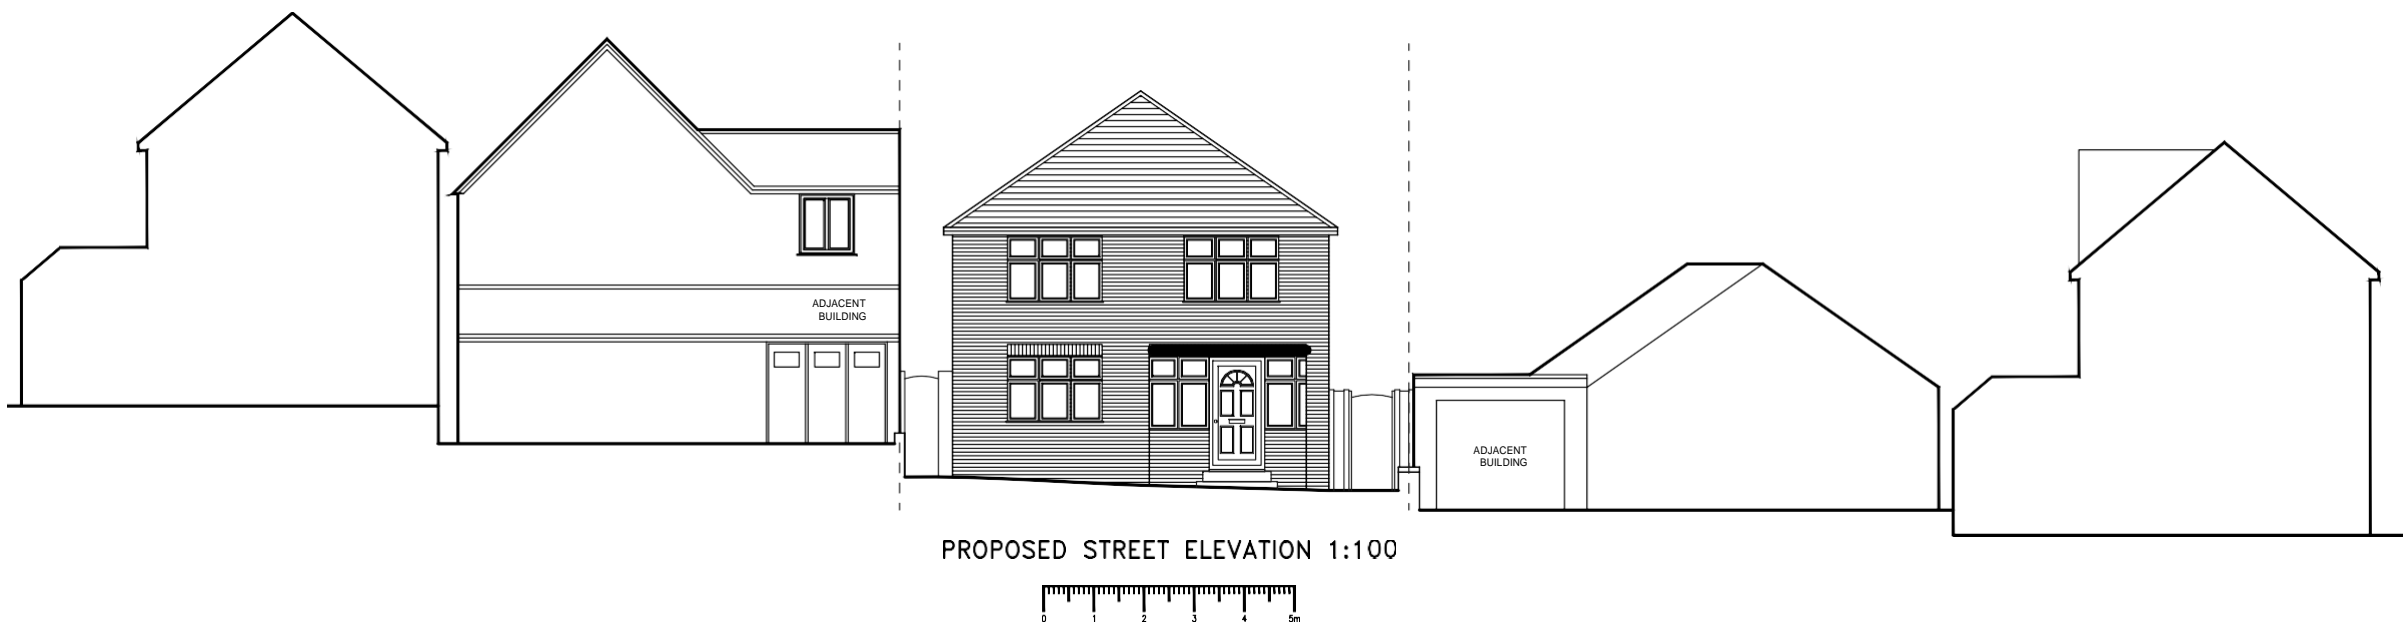 ADJACENT
BUILDING
ADJACENT
BUILDING
PROPOSED STREET ELEVATION 1:100
0 1 2 3 4 5m